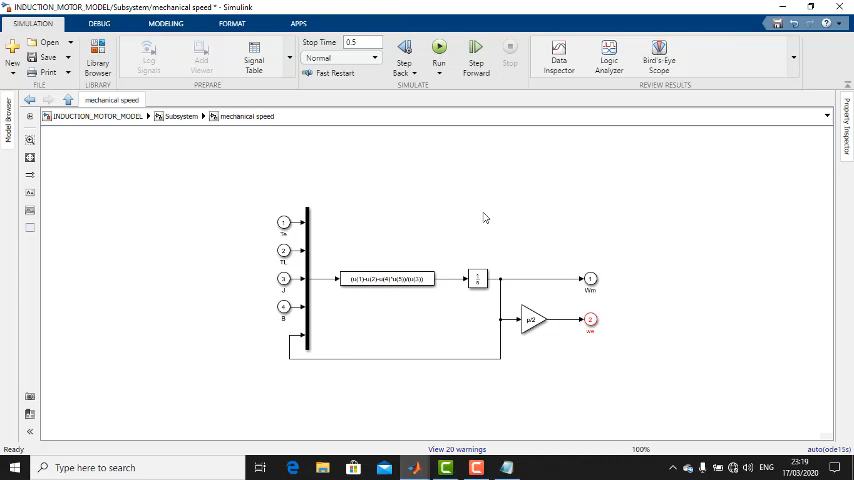 INDUCTION_MOTOR_MODEL/Subsystem/mechanical speed * - Simulink
SIMULATION
DEBUG
MODELING
FORMAT
APPS
New
Open
Save
Print
FILE
Library
Browser
LIBRARY
Log
Signals
Add
Viewer
Signal
Table
PREPARE
Stop Time 0.5
Normal
Fast Restart
Step
Back
Run
Step
Forward
Stop
SIMULATE
Data
Inspector
Logic
Analyzer
Bird's-Eye
Scope
REVIEW RESULTS
Model Browser
mechanical speed
INDUCTION_MOTOR_MODEL
Subsystem
mechanical speed
Property Inspector
1
Te
2
TL
3
J
4
B
(u(1)-u(2)-u(4)*u(5))/(u(3))
1
s
1
Wm
p/2
2
we
Ready
View 20 warnings
100%
auto(ode15s)
Type here to search
ENG
23:19
17/03/2020